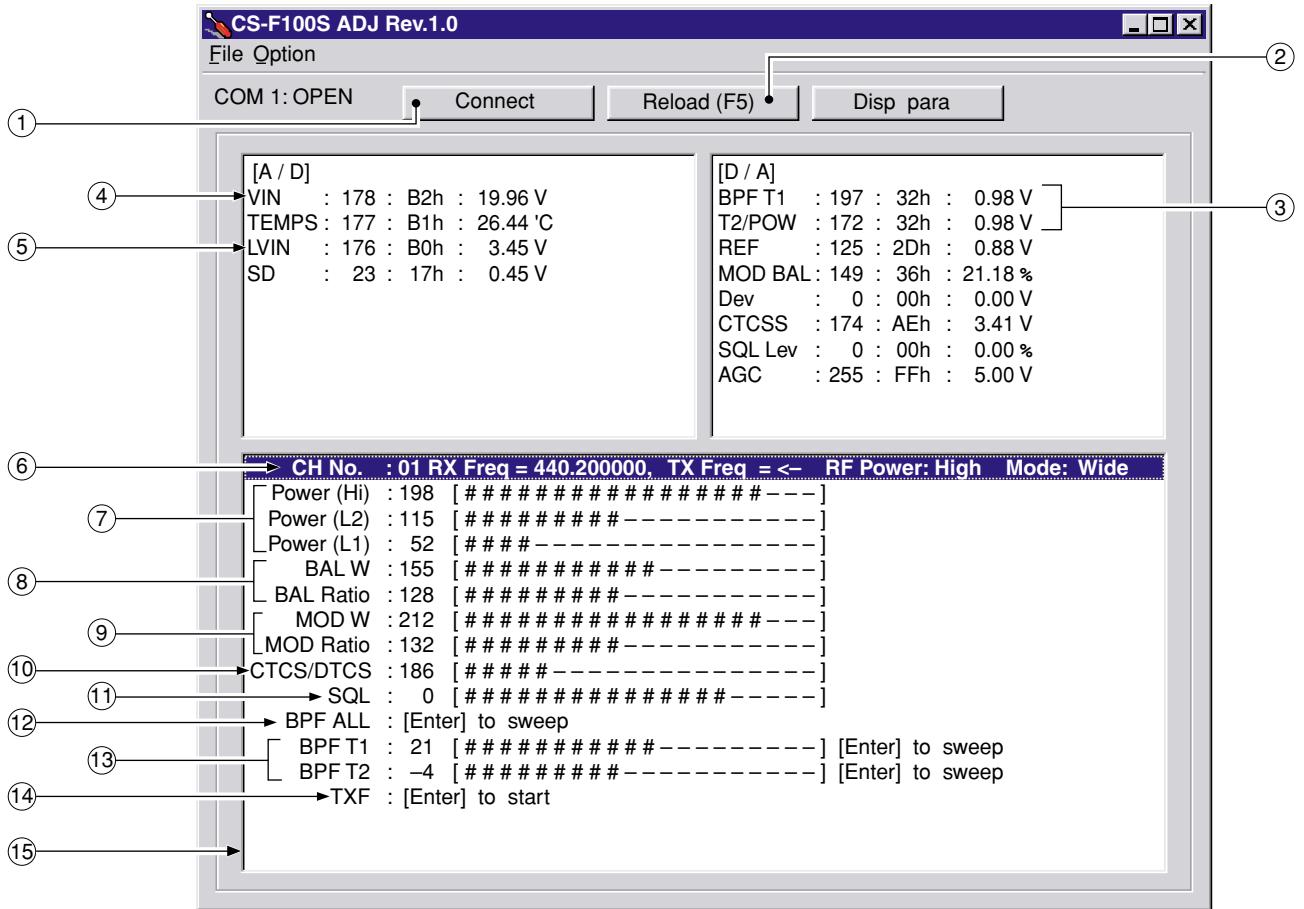 CS-F100S ADJ Rev.1.0
File Option
COM 1: OPEN Connect Reload (F5) Disp para
[A / D]
VIN : 178 : B2h : 19.96 V
TEMPS : 177 : B1h : 26.44 'C
LVIN : 176 : B0h : 3.45 V
SD : 23 : 17h : 0.45 V
[D / A]
BPF T1 : 197 : 32h : 0.98 V
T2/POW : 172 : 32h : 0.98 V
REF : 125 : 2Dh : 0.88 V
MOD BAL : 149 : 36h : 21.18 %
Dev : 0 : 00h : 0.00 V
CTCSS : 174 : AEh : 3.41 V
SQL Lev : 0 : 00h : 0.00 %
AGC : 255 : FFh : 5.00 V
CH No. : 01 RX Freq = 440.200000, TX Freq = <– RF Power: High Mode: Wide
Power (Hi) : 198 [ # # # # # # # # # # # # # # # # # – – – ]
Power (L2) : 115 [ # # # # # # # # # – – – – – – – – – – – ]
Power (L1) : 52 [ # # # # – – – – – – – – – – – – – – – – ]
BAL W : 155 [ # # # # # # # # # # # – – – – – – – – – ]
BAL Ratio : 128 [ # # # # # # # # # – – – – – – – – – – – ]
MOD W : 212 [ # # # # # # # # # # # # # # # # # – – – ]
MOD Ratio : 132 [ # # # # # # # # # – – – – – – – – – – – ]
CTCS/DTCS : 186 [ # # # # # – – – – – – – – – – – – – – – ]
SQL : 0 [ # # # # # # # # # # # # # # # – – – – – ]
BPF ALL : [Enter] to sweep
BPF T1 : 21 [ # # # # # # # # # # # – – – – – – – – – ] [Enter] to sweep
BPF T2 : –4 [ # # # # # # # # # – – – – – – – – – – – ] [Enter] to sweep
TXF : [Enter] to start
1
2
3
4
5
6
7
8
9
10
11
12
13
14
15